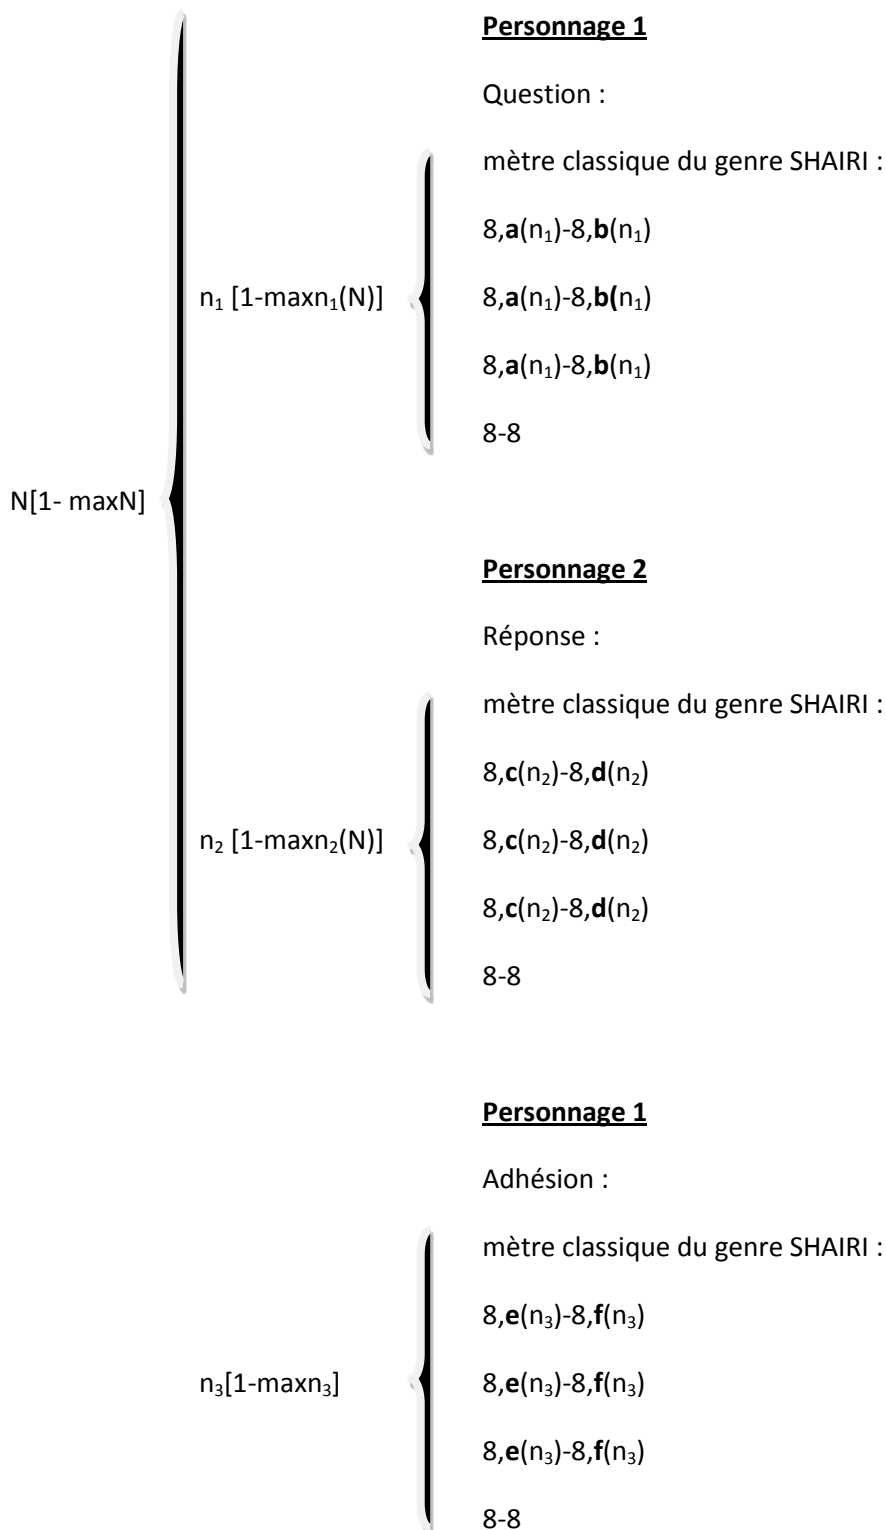 Personnage 1
Question :
mètre classique du genre SHAIRI :
8,a(n₁)-8,b(n₁)
n₁ [1-maxn₁(N)]
8,a(n₁)-8,b(n₁)
8,a(n₁)-8,b(n₁)
8-8
N[1- maxN]
Personnage 2
Réponse :
mètre classique du genre SHAIRI :
8,c(n₂)-8,d(n₂)
n₂ [1-maxn₂(N)]
8,c(n₂)-8,d(n₂)
8,c(n₂)-8,d(n₂)
8-8
Personnage 1
Adhésion :
mètre classique du genre SHAIRI :
8,e(n₃)-8,f(n₃)
n₃[1-maxn₃]
8,e(n₃)-8,f(n₃)
8,e(n₃)-8,f(n₃)
8-8